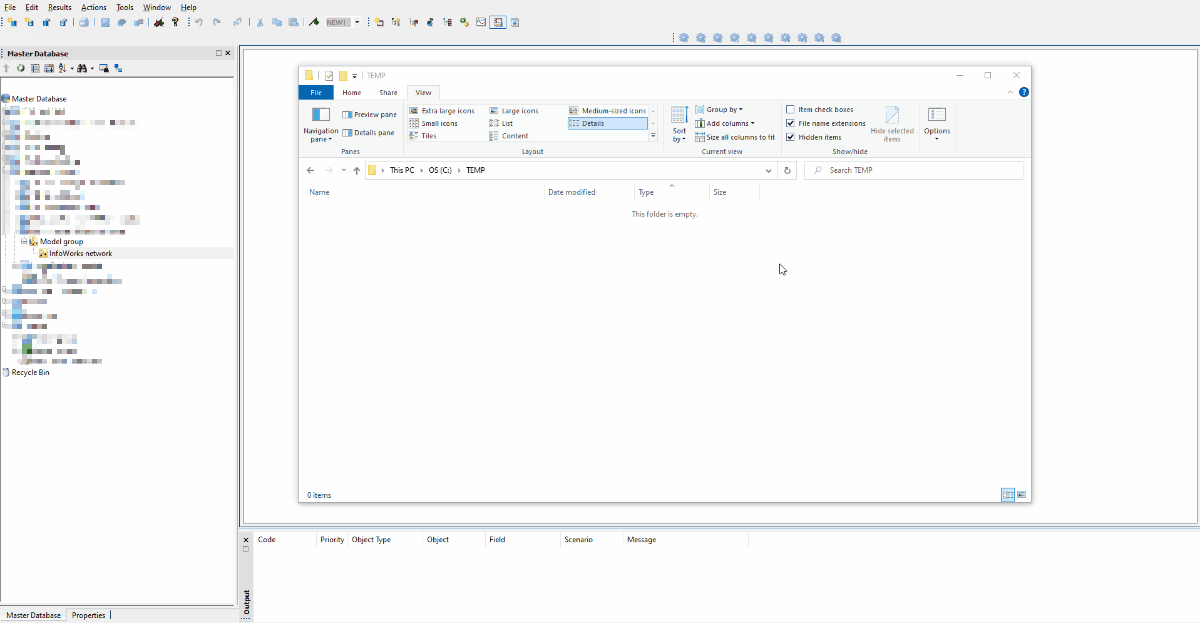 File Edit Results Actions Tools Window Help
NEW1
Master Database
Master Database
Model group
InfoWorks network
Recycle Bin
Master Database Properties
TEMP
File Home Share View
Navigation pane
Preview pane
Details pane
Panes
Extra large icons Large icons Medium-sized icons
Small icons List Details
Tiles Content
Layout
Sort by
Group by
Add columns
Size all columns to fit
Current view
Item check boxes
File name extensions
Hidden items
Hide selected items
Show/hide
Options
This PC > OS (C:) > TEMP
Search TEMP
Name Date modified Type Size
This folder is empty.
0 items
Code Priority Object Type Object Field Scenario Message
Output